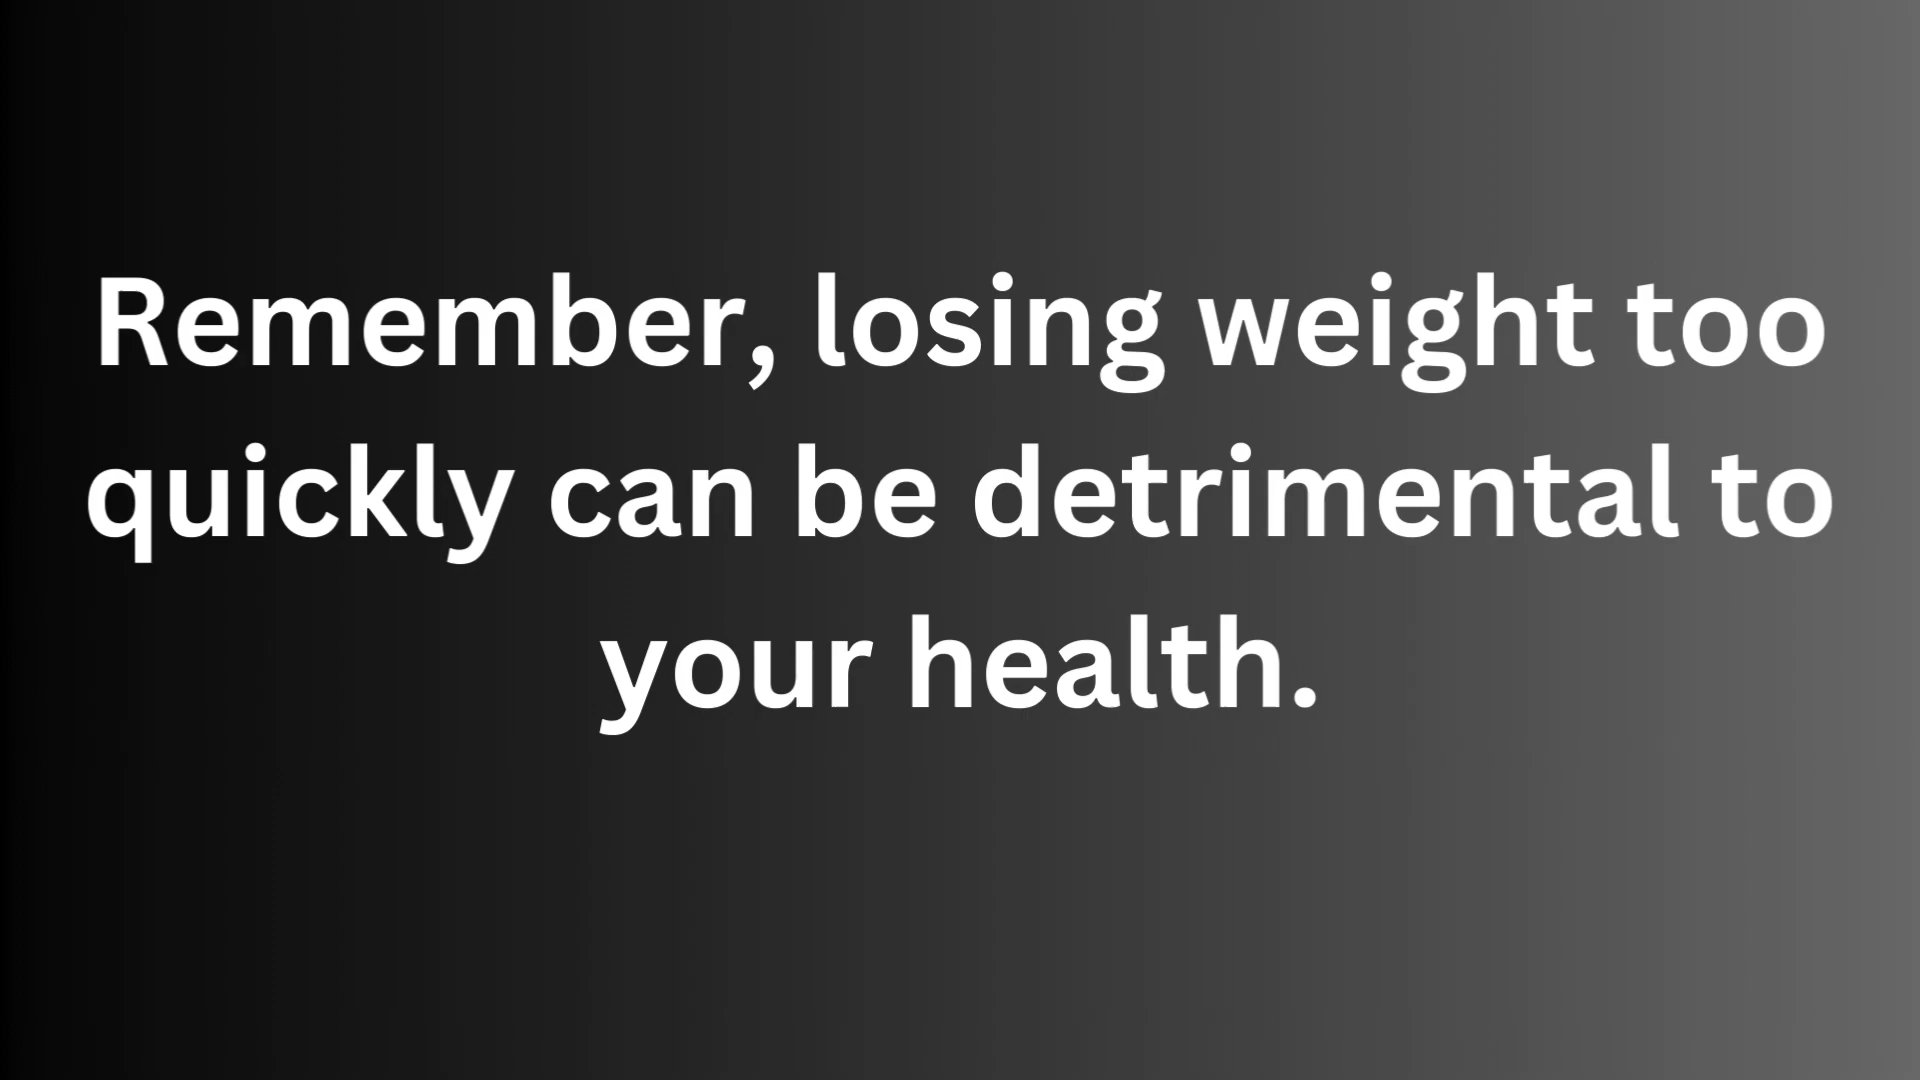 Remember, losing weight too
quickly can be detrimental to
your health.